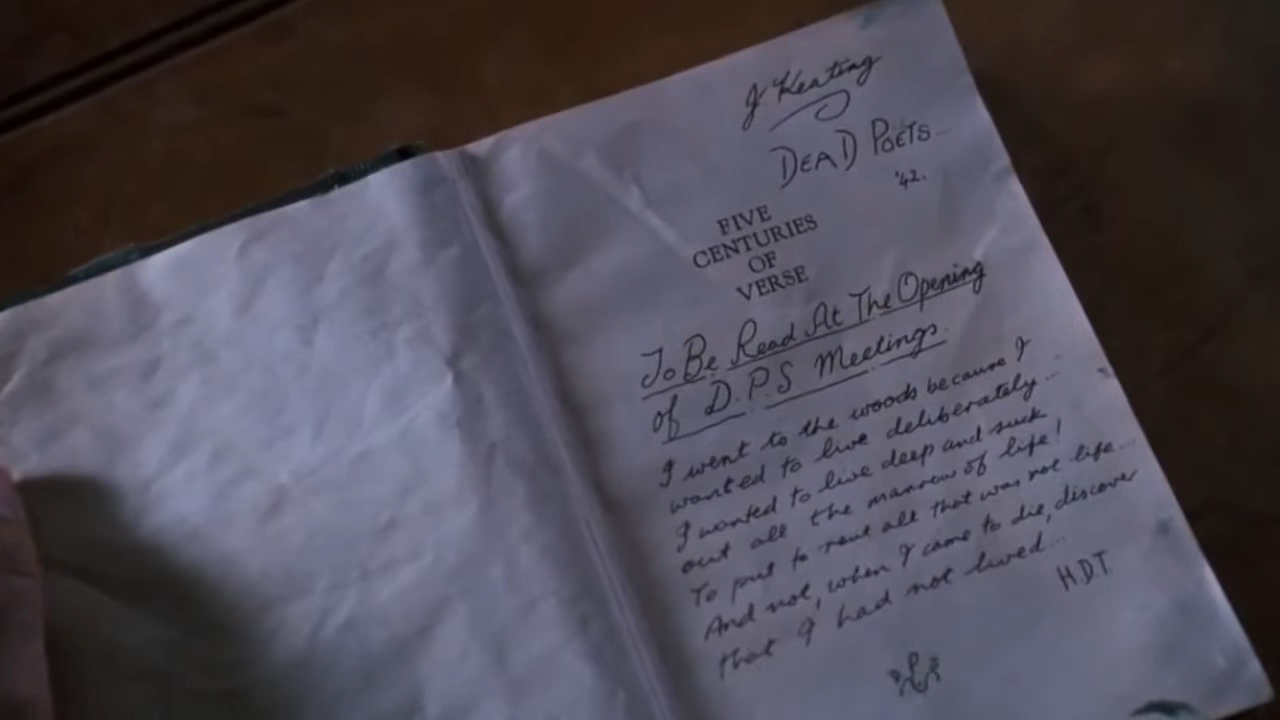 J. Keating
DEAD POETS
'42.
FIVE
CENTURIES
OF
VERSE
To Be Read At The Opening
of D.P.S Meetings.
I went to the woods because I
wanted to live deliberately...
I wanted to live deep and suck
out all the marrow of life!
To put to rout all that was not life...
And not, when I came to die, discover
that I had not lived...
H.D.T.